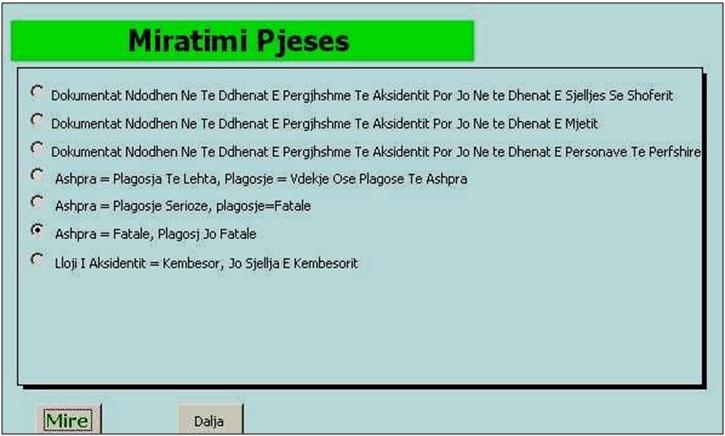 Miratimi Pjeses
Dokumentat Ndodhen Ne Te Ddhenat E Pergjhshme Te Aksidentit Por Jo Ne te Dhenat E Sjelljes Se Shoferit
Dokumentat Ndodhen Ne Te Ddhenat E Pergjhshme Te Aksidentit Por Jo Ne te Dhenat E Mjetit
Dokumentat Ndodhen Ne Te Ddhenat E Pergjhshme Te Aksidentit Por Jo Ne te Dhenat E Personave Te Perfshire
Ashpra = Plagosja Te Lehta, Plagosje = Vdekje Ose Plagose Te Ashpra
Ashpra = Plagosje Serioze, plagosje=Fatale
Ashpra = Fatale, Plagosj Jo Fatale
Lloji I Aksidentit = Kembesor, Jo Sjellja E Kembesorit
Mire
Dalja